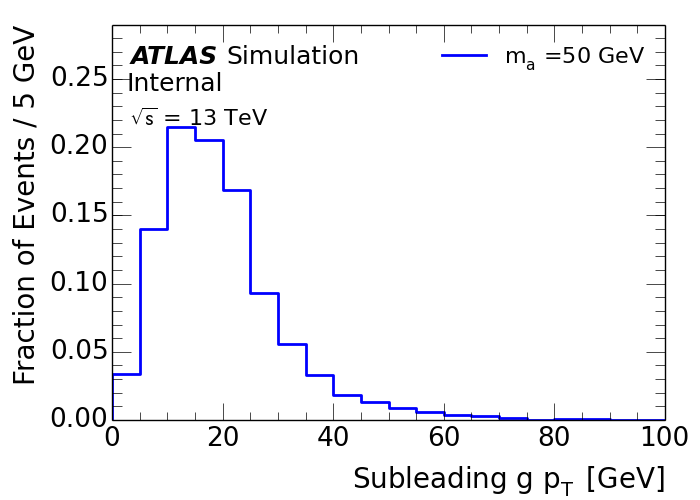 ATLAS Simulation
Internal
√s = 13 TeV
mₐ =50 GeV
Fraction of Events / 5 GeV
0.25
0.20
0.15
0.10
0.05
0.00
0 20 40 60 80 100
Subleading g p_T [GeV]